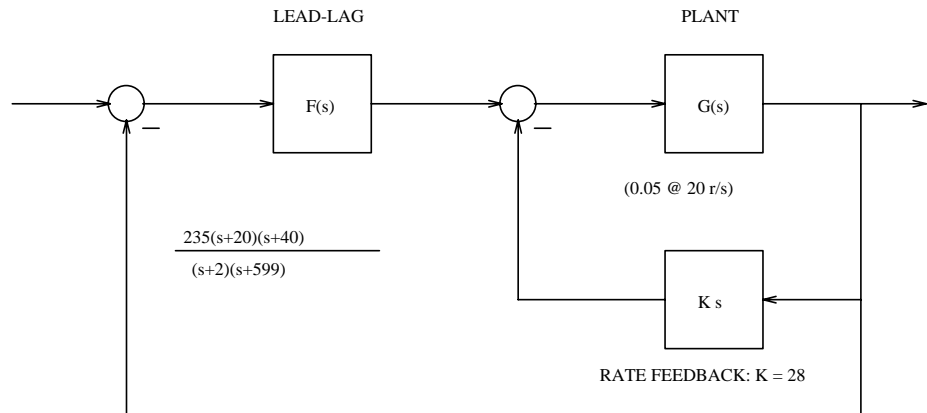 LEAD-LAG
PLANT
F(s)
G(s)
(0.05 @ 20 r/s)
235(s+20)(s+40)
(s+2)(s+599)
K s
RATE FEEDBACK: K = 28